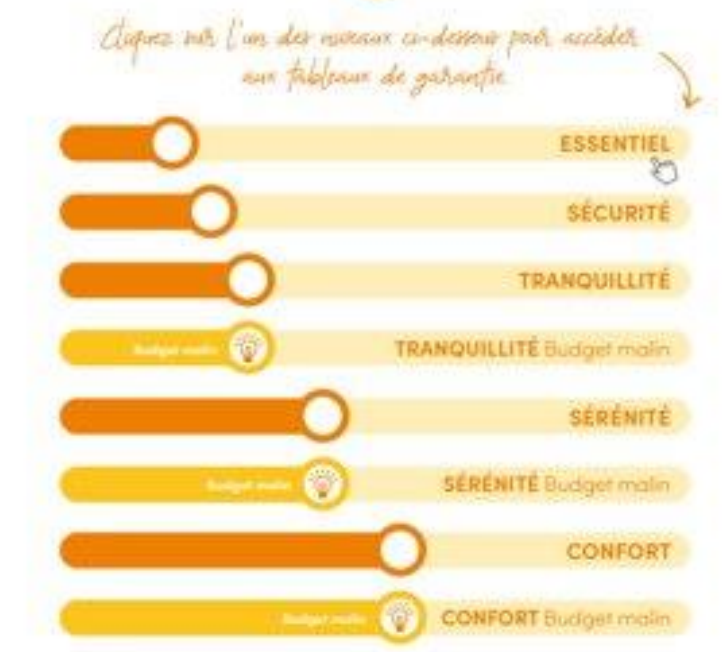 Cliquez sur l'un des niveaux ci-dessous pour accéder
aux tableaux de garantie
ESSENTIEL
SÉCURITÉ
TRANQUILLITÉ
Budget malin TRANQUILLITÉ Budget malin
SÉRÉNITÉ
Budget malin SÉRÉNITÉ Budget malin
CONFORT
Budget malin CONFORT Budget malin